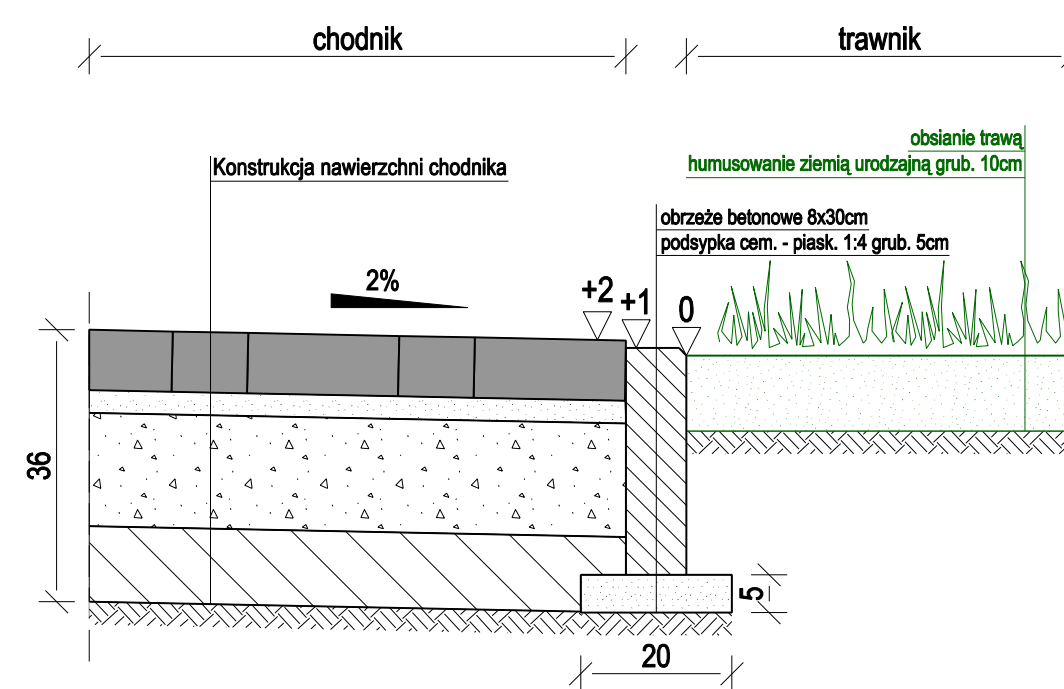 chodnik
trawnik
obsianie trawą
humusowanie ziemią urodzajną grub. 10cm
Konstrukcja nawierzchni chodnika
obrzeże betonowe 8x30cm
podsypka cem. - piask. 1:4 grub. 5cm
2%
+2
+1
0
36
5
20